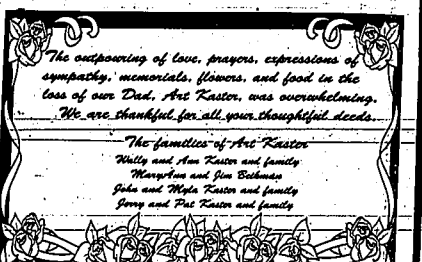 The outpouring of love, prayers, expressions of
sympathy, memorials, flowers, and food in the
loss of our Dad, Art Kaster, was overwhelming.
We are thankful for all your thoughtful deeds.
The families of Art Kaster
Wally and Ann Kaster and family
MaryAnn and Jim Beihman
John and Myla Kaster and family
Jerry and Pat Kaster and family